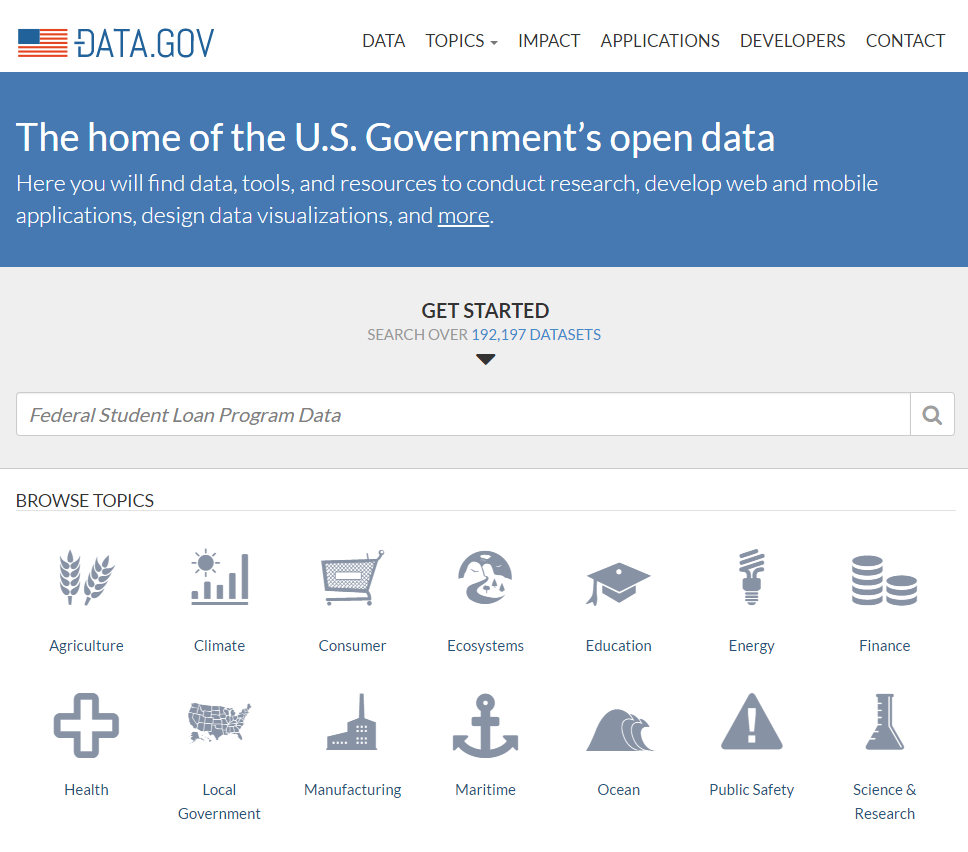 DATA.GOV
DATA TOPICS IMPACT APPLICATIONS DEVELOPERS CONTACT
The home of the U.S. Government’s open data
Here you will find data, tools, and resources to conduct research, develop web and mobile
applications, design data visualizations, and more.
GET STARTED
SEARCH OVER 192,197 DATASETS
Federal Student Loan Program Data
BROWSE TOPICS
Agriculture Climate Consumer Ecosystems Education Energy Finance
Health Local Manufacturing Maritime Ocean Public Safety Science &
Government Research